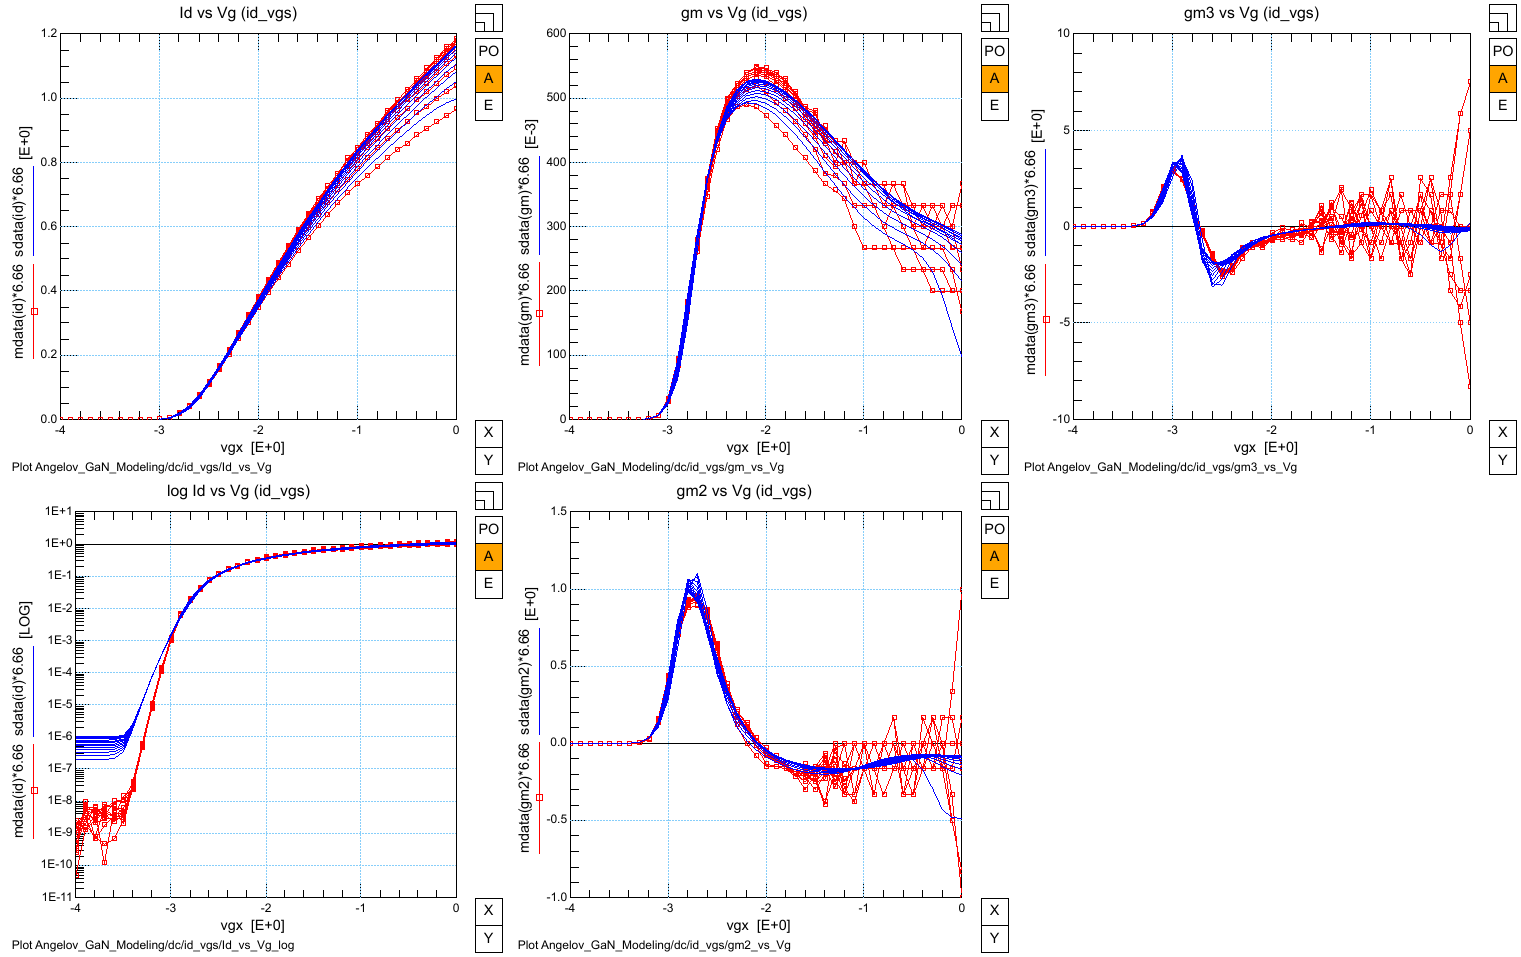 Id vs Vg (id_vgs)
1.2
1.0
0.8
0.6
0.4
0.2
0.0
mdata(id)*6.66 sdata(id)*6.66 [E+0]
-4 -3 -2 -1 0
vgx [E+0]
Plot Angelov_GaN_Modeling/dc/id_vgs/Id_vs_Vg
PO
A
E
X
Y
gm vs Vg (id_vgs)
600
500
400
300
200
100
0
mdata(gm)*6.66 sdata(gm)*6.66 [E-3]
-4 -3 -2 -1 0
vgx [E+0]
Plot Angelov_GaN_Modeling/dc/id_vgs/gm_vs_Vg
PO
A
E
X
Y
gm3 vs Vg (id_vgs)
10
5
0
-5
-10
mdata(gm3)*6.66 sdata(gm3)*6.66 [E+0]
-4 -3 -2 -1 0
vgx [E+0]
Plot Angelov_GaN_Modeling/dc/id_vgs/gm3_vs_Vg
PO
A
E
X
Y
log Id vs Vg (id_vgs)
1E+1
1E+0
1E-1
1E-2
1E-3
1E-4
1E-5
1E-6
1E-7
1E-8
1E-9
1E-10
1E-11
mdata(id)*6.66 sdata(id)*6.66 [LOG]
-4 -3 -2 -1 0
vgx [E+0]
Plot Angelov_GaN_Modeling/dc/id_vgs/Id_vs_Vg_log
PO
A
E
X
Y
gm2 vs Vg (id_vgs)
1.5
1.0
0.5
0.0
-0.5
-1.0
mdata(gm2)*6.66 sdata(gm2)*6.66 [E+0]
-4 -3 -2 -1 0
vgx [E+0]
Plot Angelov_GaN_Modeling/dc/id_vgs/gm2_vs_Vg
PO
A
E
X
Y